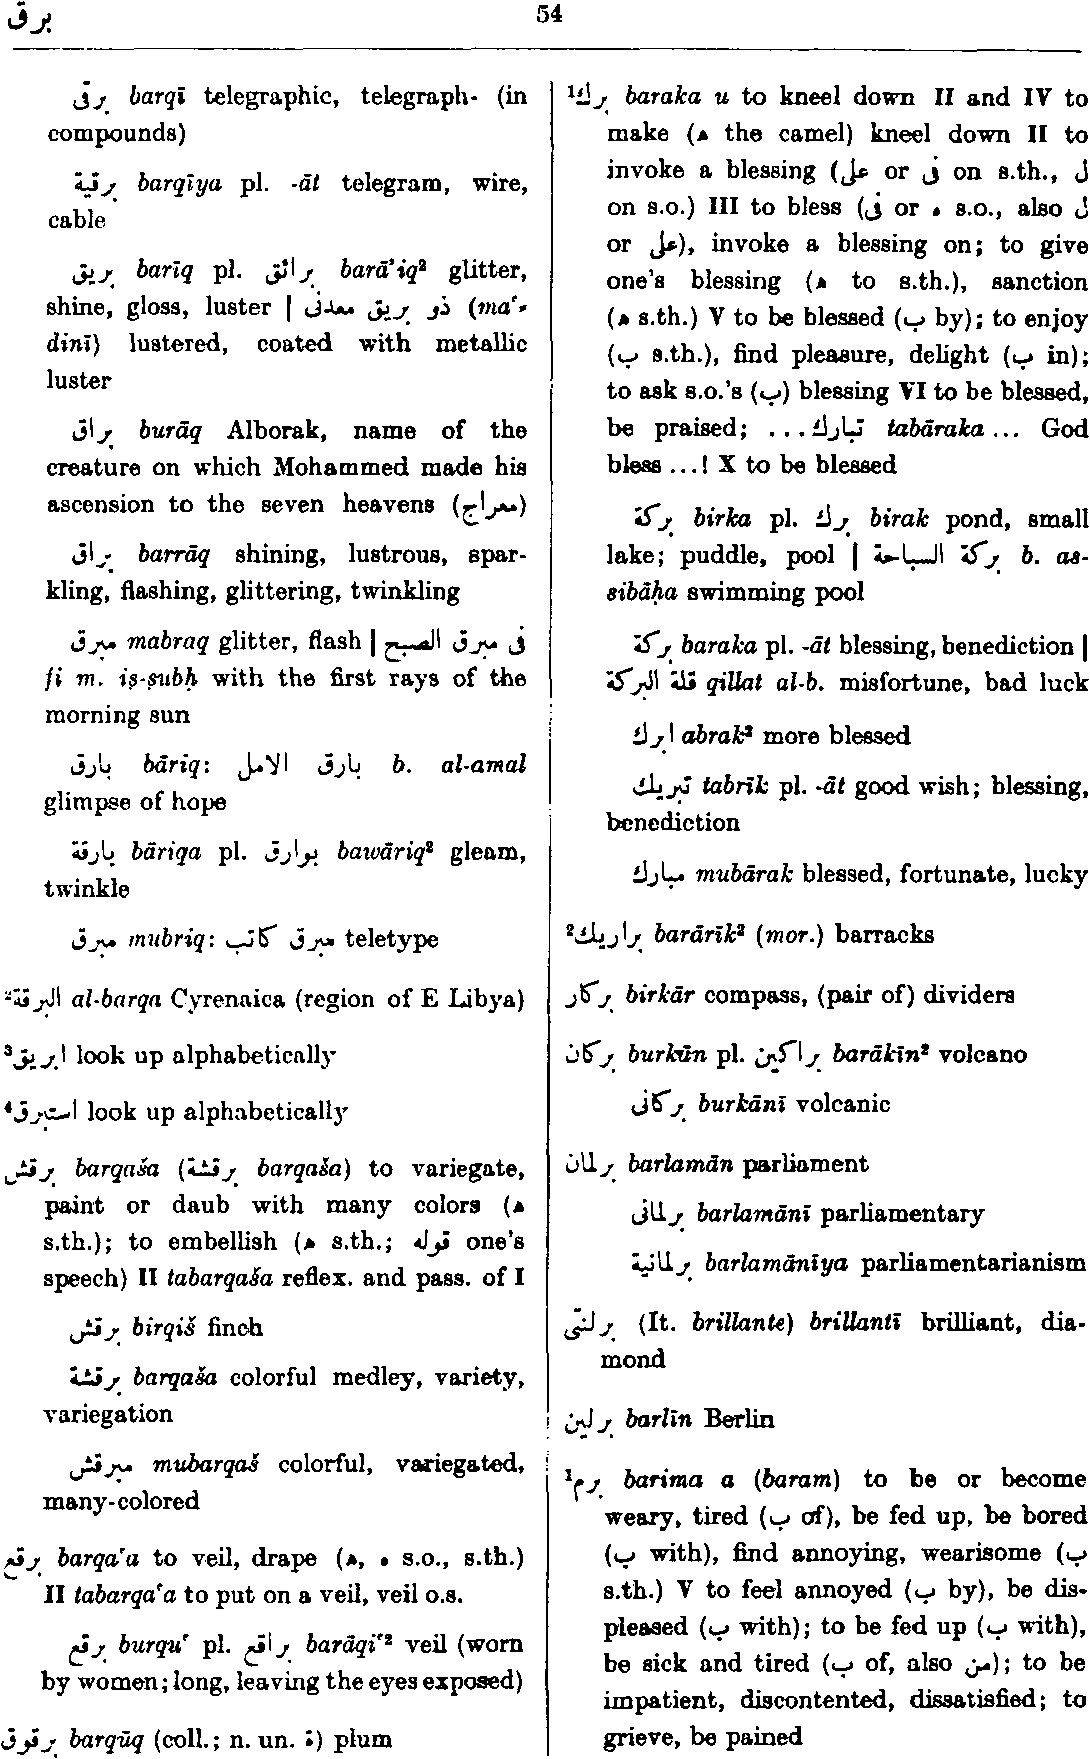 برق
54
برقى barqī telegraphic, telegraph- (in
compounds)
برقية barqīya pl. -āt telegram, wire,
cable
بريق barīq pl. برائق barā'iq² glitter,
shine, gloss, luster | ذو بريق معدنى (ma‘-
dinī) lustered, coated with metallic
luster
براق burāq Alborak, name of the
creature on which Mohammed made his
ascension to the seven heavens (معراج)
براق barrāq shining, lustrous, spar-
kling, flashing, glittering, twinkling
مبرق mabraq glitter, flash | فى مبرق الصبح
fi m. iṣ-ṣubḥ with the first rays of the
morning sun
بارق bāriq: بارق الامل b. al-amal
glimpse of hope
بارقة bāriqa pl. بوارق bawāriq² gleam,
twinkle
مبرق mubriq: مبرق كاتب teletype
البرقة² al-barqa Cyrenaica (region of E Libya)
ابريق³ look up alphabetically
استبرق⁴ look up alphabetically
برقش barqaša (برقشة barqaša) to variegate,
paint or daub with many colors (ه
s.th.); to embellish (ه s.th.; قوله one's
speech) II tabarqaša reflex. and pass. of I
برقش birqiš finch
برقشة barqaša colorful medley, variety,
variegation
مبرقش mubarqaš colorful, variegated,
many-colored
برقع barqa‘a to veil, drape (ه, ه s.o., s.th.)
II tabarqa‘a to put on a veil, veil o.s.
برقع burqu‘ pl. براقع barāqi‘² veil (worn
by women; long, leaving the eyes exposed)
برقوق barqūq (coll.; n. un. ة) plum
برك¹ baraka u to kneel down II and IV to
make (ه the camel) kneel down II to
invoke a blessing (على or فى on s.th., ل
on s.o.) III to bless (فى or ه s.o., also ل
or على), invoke a blessing on; to give
one's blessing (ه to s.th.), sanction
(ه s.th.) V to be blessed (ب by); to enjoy
(ب s.th.), find pleasure, delight (ب in);
to ask s.o.'s (ب) blessing VI to be blessed,
be praised; ... تبارك tabāraka ... God
bless ...! X to be blessed
بركة birka pl. برك birak pond, small
lake; puddle, pool | بركة السباحة b. as-
sibāḥa swimming pool
بركة baraka pl. -āt blessing, benediction |
قلة البركة qillat al-b. misfortune, bad luck
ابرك abrak² more blessed
تبريك tabrīk pl. -āt good wish; blessing,
benediction
مبارك mubārak blessed, fortunate, lucky
براريك² barārīk² (mor.) barracks
بركار birkār compass, (pair of) dividers
بركان burkān pl. براكين barākīn² volcano
بركانى burkānī volcanic
برلمان barlamān parliament
برلمانى barlamānī parliamentary
برلمانية barlamānīya parliamentarianism
برلنتى (It. brillante) brillantī brilliant, dia-
mond
برلين barlīn Berlin
برم¹ barima a (baram) to be or become
weary, tired (ب of), be fed up, be bored
(ب with), find annoying, wearisome (ب
s.th.) V to feel annoyed (ب by), be dis-
pleased (ب with); to be fed up (ب with),
be sick and tired (ب of, also من); to be
impatient, discontented, dissatisfied; to
grieve, be pained